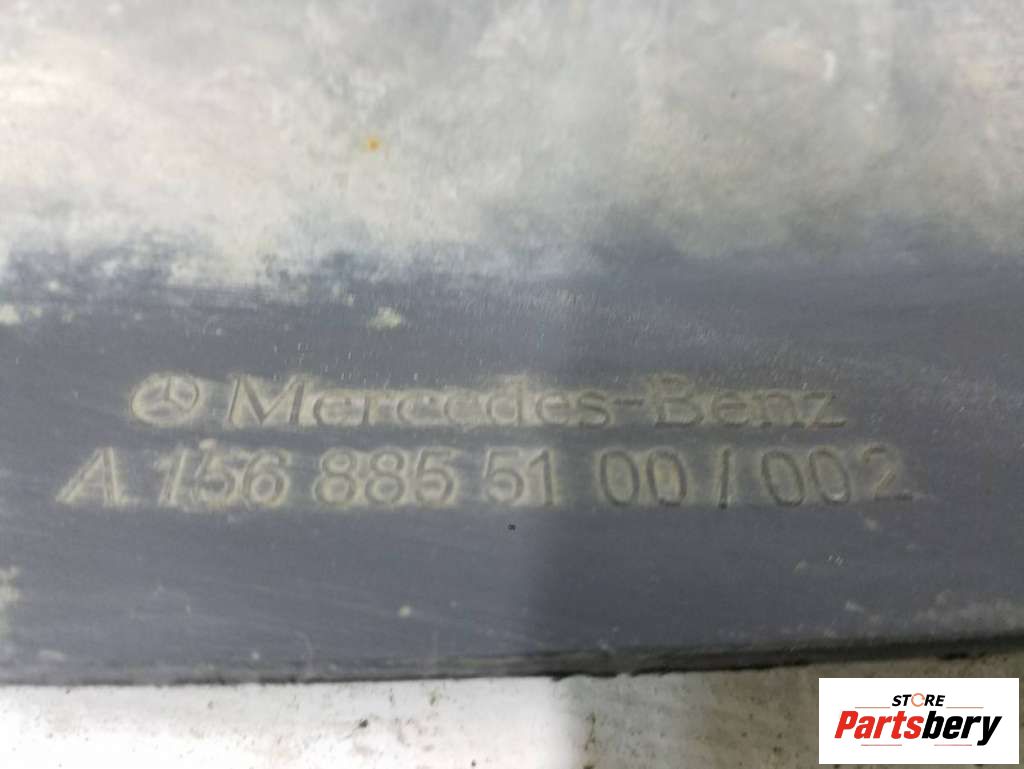 Mercedes-Benz
A 156 885 51 00 / 002
STORE
Partsbery